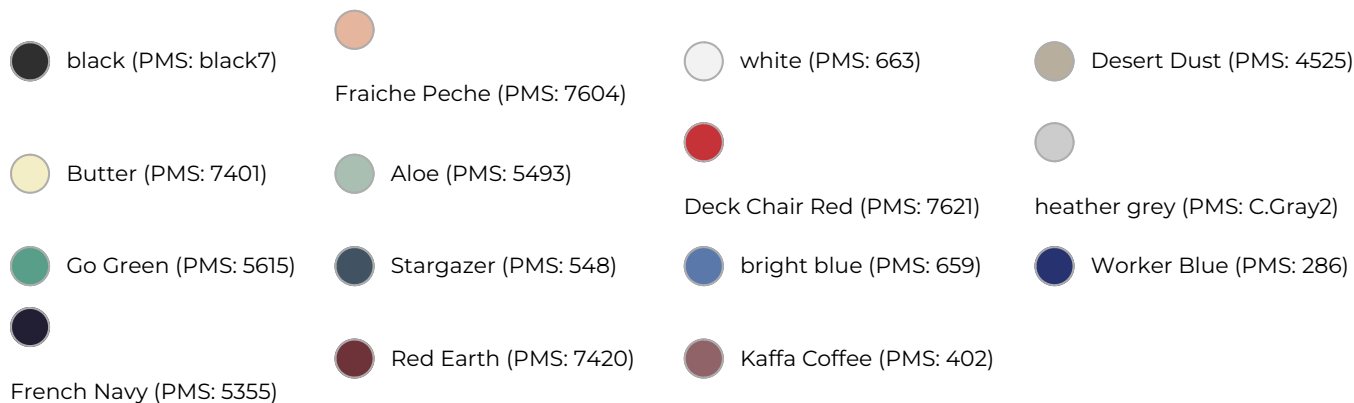 black (PMS: black7)
Fraiche Peche (PMS: 7604)
white (PMS: 663)
Desert Dust (PMS: 4525)
Butter (PMS: 7401)
Aloe (PMS: 5493)
Deck Chair Red (PMS: 7621)
heather grey (PMS: C.Gray2)
Go Green (PMS: 5615)
Stargazer (PMS: 548)
bright blue (PMS: 659)
Worker Blue (PMS: 286)
French Navy (PMS: 5355)
Red Earth (PMS: 7420)
Kaffa Coffee (PMS: 402)